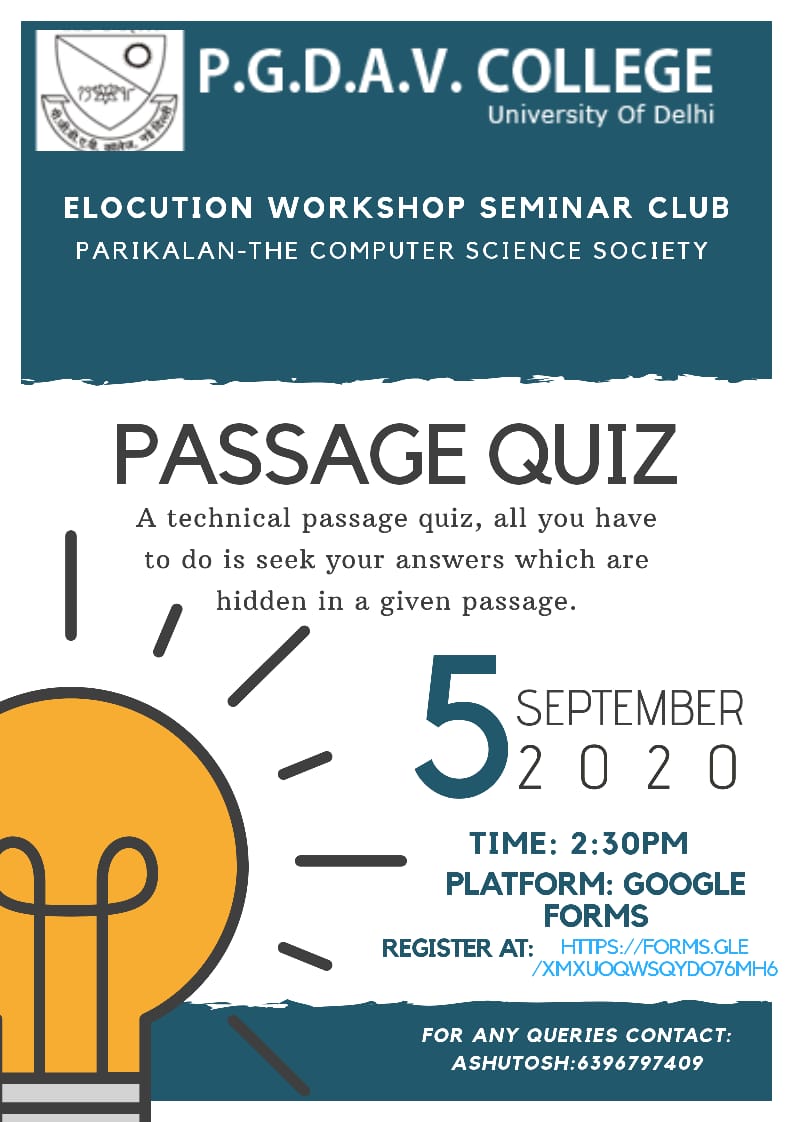 P.G.D.A.V. COLLEGE
University Of Delhi
ELOCUTION WORKSHOP SEMINAR CLUB
PARIKALAN-THE COMPUTER SCIENCE SOCIETY
PASSAGE QUIZ
A technical passage quiz, all you have
to do is seek your answers which are
hidden in a given passage.
5 SEPTEMBER
2020
TIME: 2:30PM
PLATFORM: GOOGLE
FORMS
REGISTER AT: HTTPS://FORMS.GLE
/XMXUOQWSQYDO76MH6
FOR ANY QUERIES CONTACT:
ASHUTOSH:6396797409